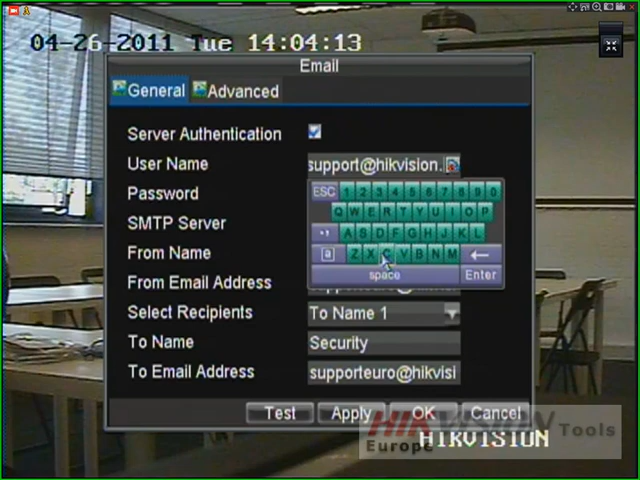 04-26-2011 Tue 14:04:13
Email
General Advanced
Server Authentication
User Name support@hikvision.
Password
ESC 1 2 3 4 5 6 7 8 9 0
Q W E R T Y U I O P
SMTP Server
A S D F G H J K L
From Name
a Z X C V B N M
space Enter
From Email Address
Select Recipients To Name 1
To Name Security
To Email Address supporteuro@hikvisi
Test Apply OK Cancel
HIKVISION Tools
Europe
HIKVISION